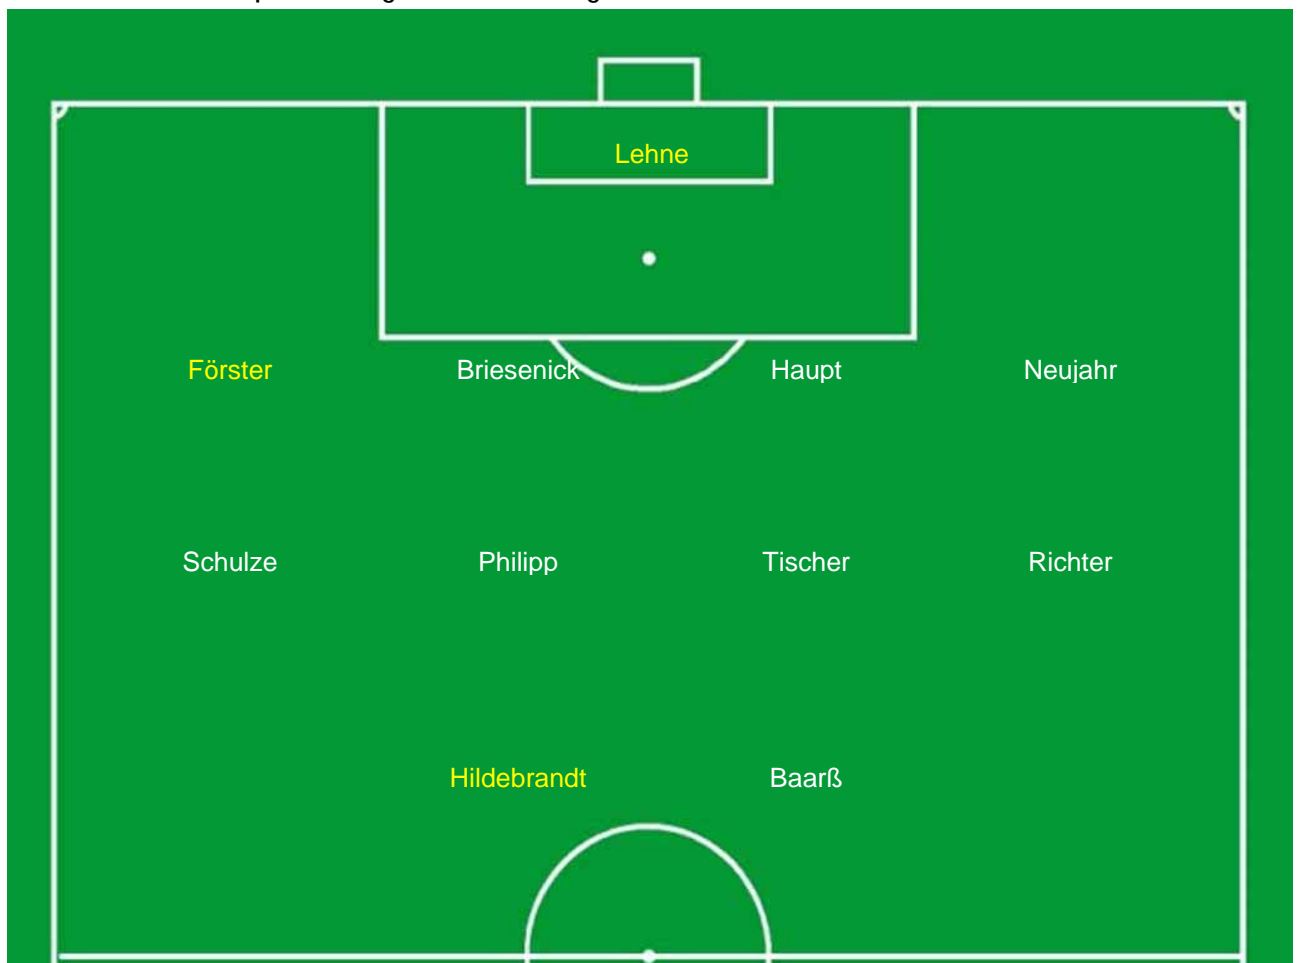 Lehne
Förster Briesenick Haupt Neujahr
Schulze Philipp Tischer Richter
Hildebrandt Baarß